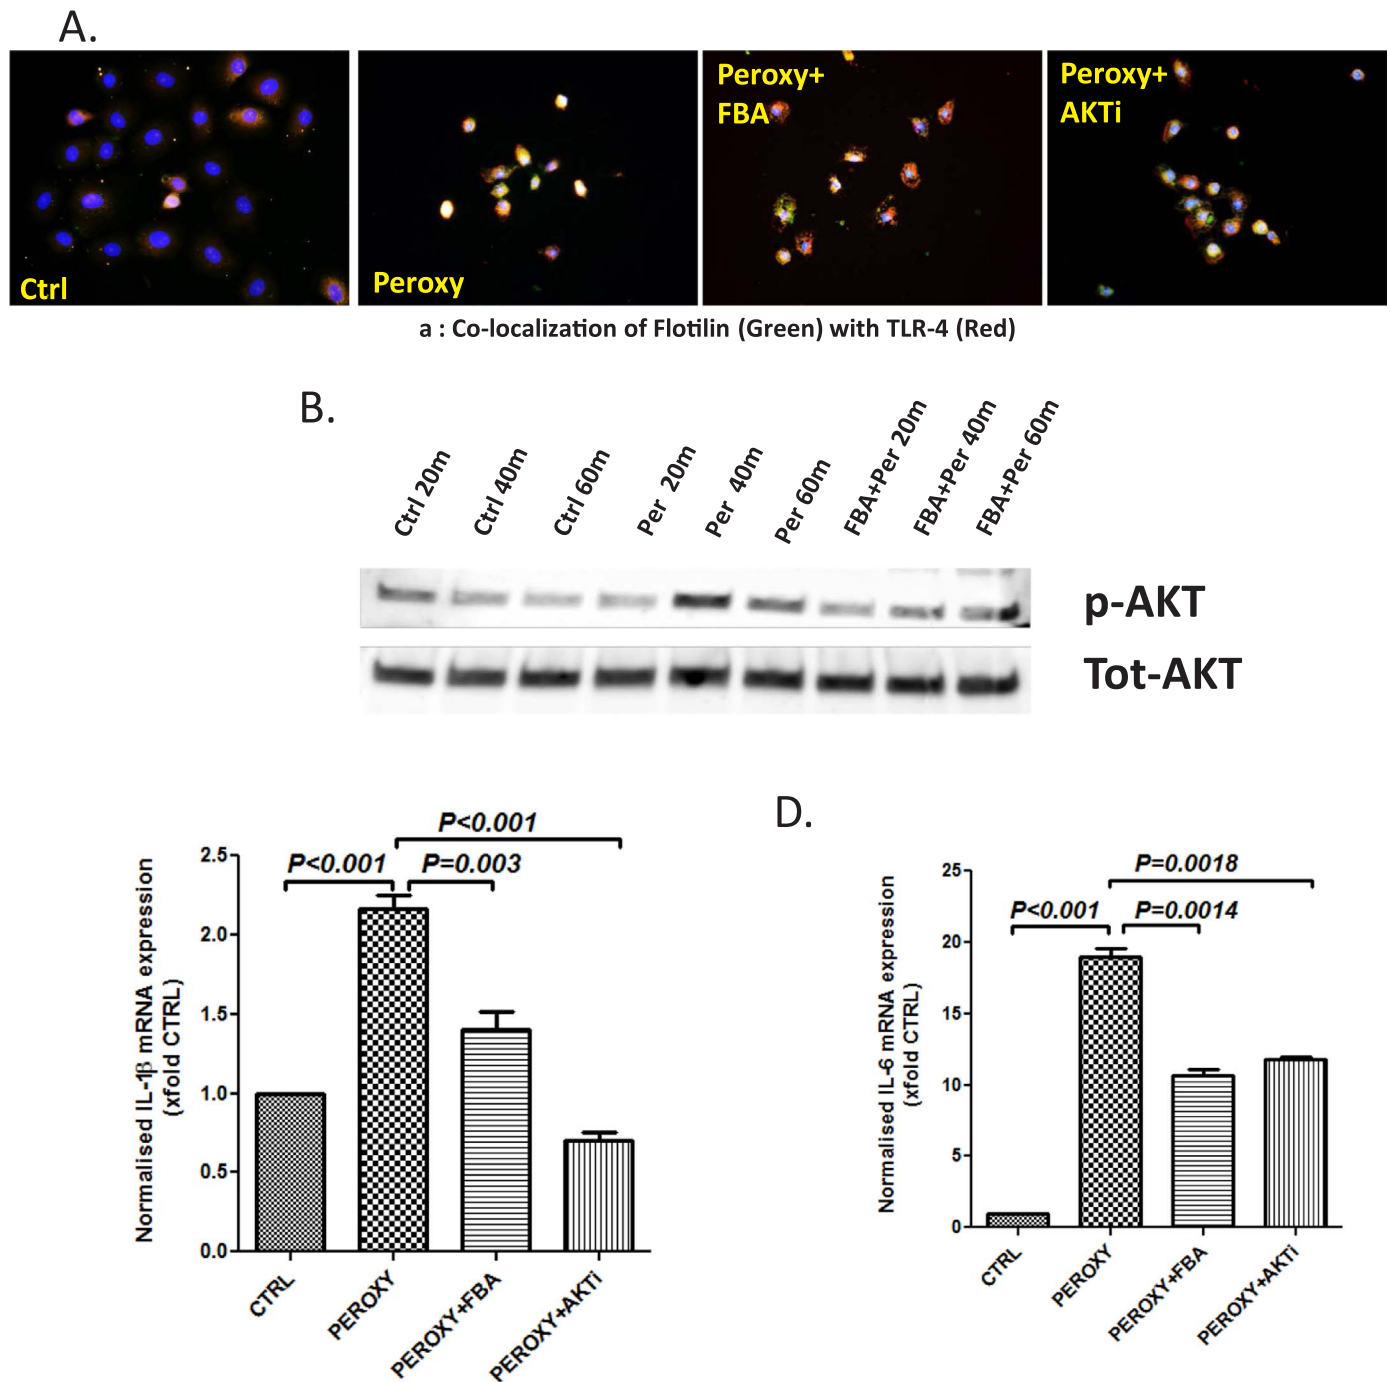 A.
Ctrl
Peroxy
Peroxy+
FBA
Peroxy+
AKTi
a : Co-localization of Flotilin (Green) with TLR-4 (Red)
B.
Ctrl 20m
Ctrl 40m
Ctrl 60m
Per 20m
Per 40m
Per 60m
FBA+Per 20m
FBA+Per 40m
FBA+Per 60m
p-AKT
Tot-AKT
Normalised IL-1β mRNA expression
(xfold CTRL)
2.5
2.0
1.5
1.0
0.5
0.0
P<0.001
P<0.001
P=0.003
CTRL
PEROXY
PEROXY+FBA
PEROXY+AKTi
D.
Normalised IL-6 mRNA expression
(xfold CTRL)
25
20
15
10
5
0
P=0.0018
P<0.001
P=0.0014
CTRL
PEROXY
PEROXY+FBA
PEROXY+AKTi